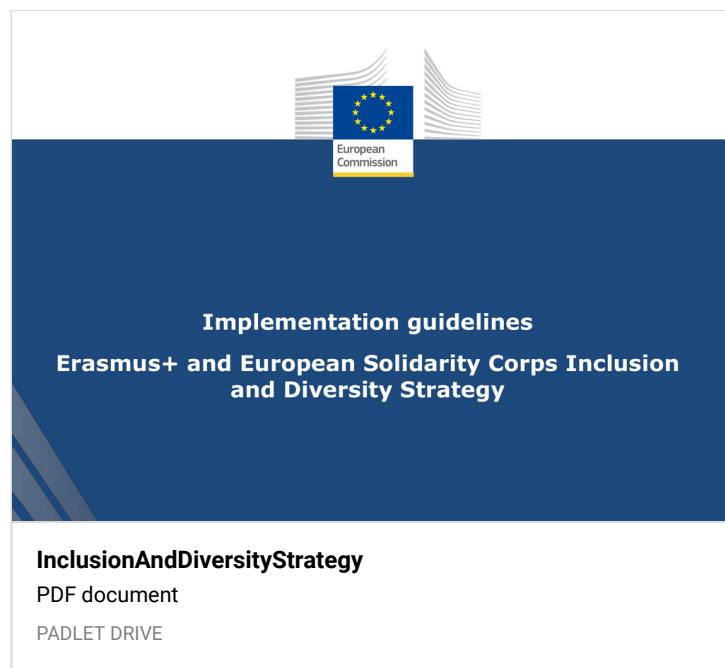 European
Commission
Implementation guidelines
Erasmus+ and European Solidarity Corps Inclusion
and Diversity Strategy
InclusionAndDiversityStrategy
PDF document
PADLET DRIVE